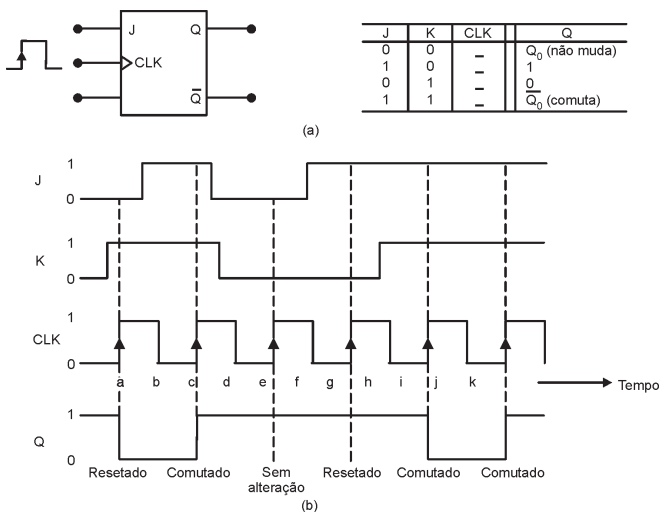 J Q
CLK
Q
J K CLK Q
0 0 Q0 (não muda)
1 0 1
0 1 0
1 1 Q0 (comuta)
(a)
1
J
0
1
K
0
1
CLK
0
a b c d e f g h i j k
Tempo
1
Q
0
Resetado Comutado Sem alteração Resetado Comutado Comutado
(b)